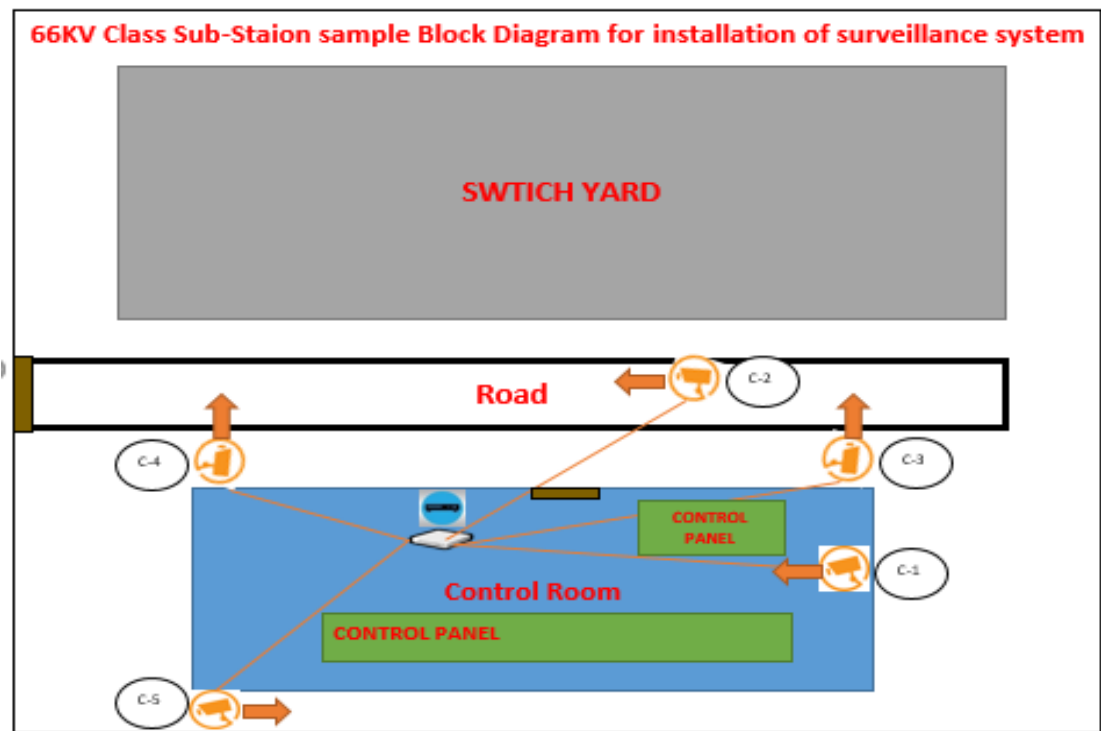 66KV Class Sub-Staion sample Block Diagram for installation of surveillance system
SWTICH YARD
C-2
Road
C-4
C-3
CONTROL
PANEL
C-1
Control Room
CONTROL PANEL
C-5